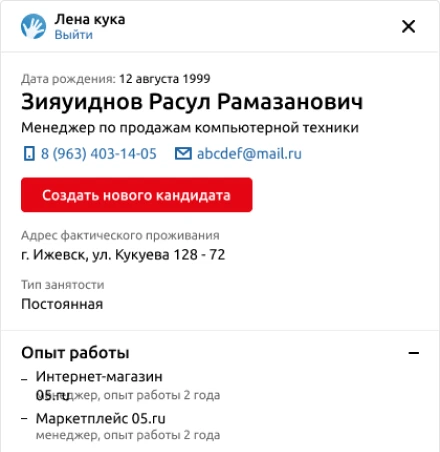 Лена кука
Выйти
Дата рождения: 12 августа 1999
Зияуиднов Расул Рамазанович
Менеджер по продажам компьютерной техники
8 (963) 403-14-05 abcdef@mail.ru
Создать нового кандидата
Адрес фактического проживания
г. Ижевск, ул. Кукуева 128 - 72
Тип занятости
Постоянная
Опыт работы
– Интернет-магазин
05.ru
менеджер, опыт работы 2 года
– Маркетплейс 05.ru
менеджер, опыт работы 2 года